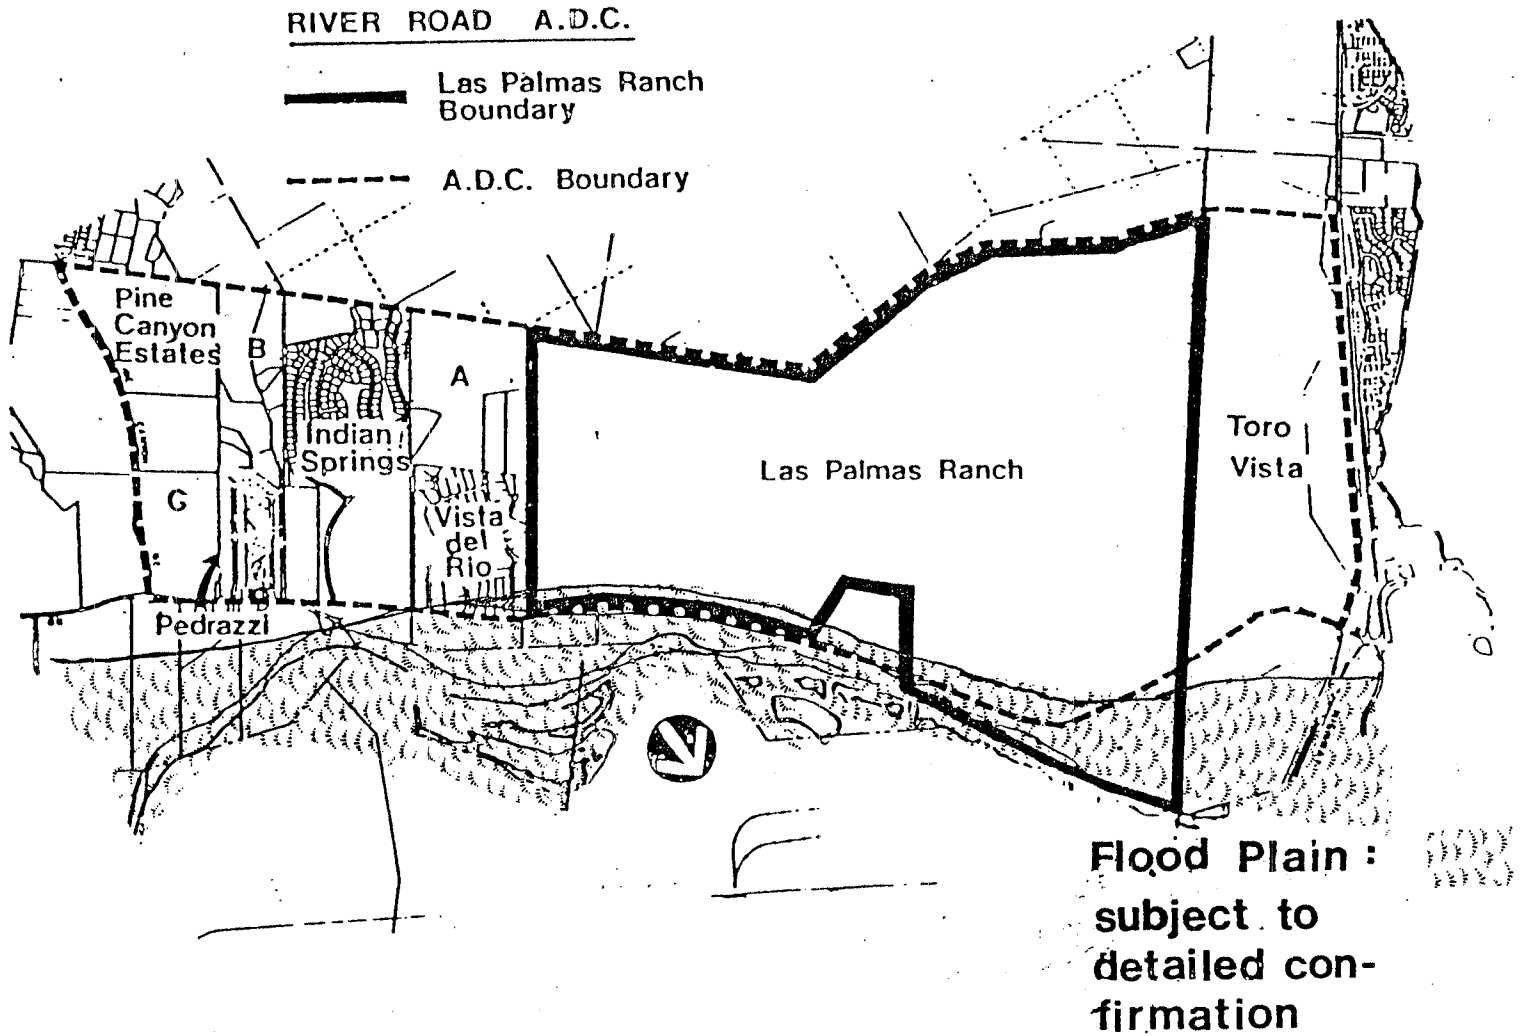 RIVER ROAD A.D.C.
Las Palmas Ranch
Boundary
A.D.C. Boundary
Pine
Canyon
Estates
B
Indian
Springs
A
C
Vista
del
Rio
Pedrazzi
Las Palmas Ranch
Toro
Vista
Flood Plain :
subject to
detailed con-
firmation